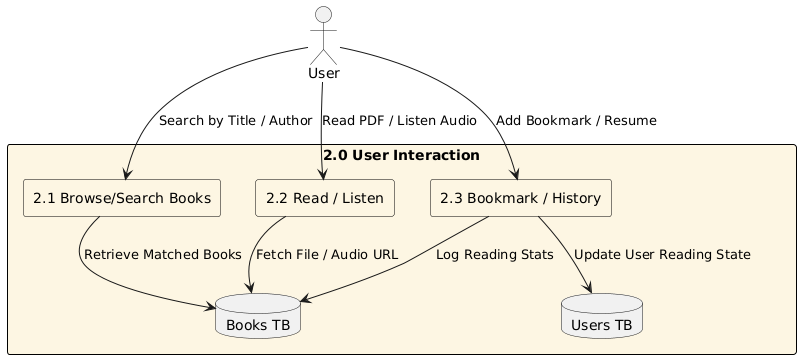 User
Search by Title / Author
Read PDF / Listen Audio
Add Bookmark / Resume
2.0 User Interaction
2.1 Browse/Search Books
2.2 Read / Listen
2.3 Bookmark / History
Retrieve Matched Books
Fetch File / Audio URL
Log Reading Stats
Update User Reading State
Books TB
Users TB